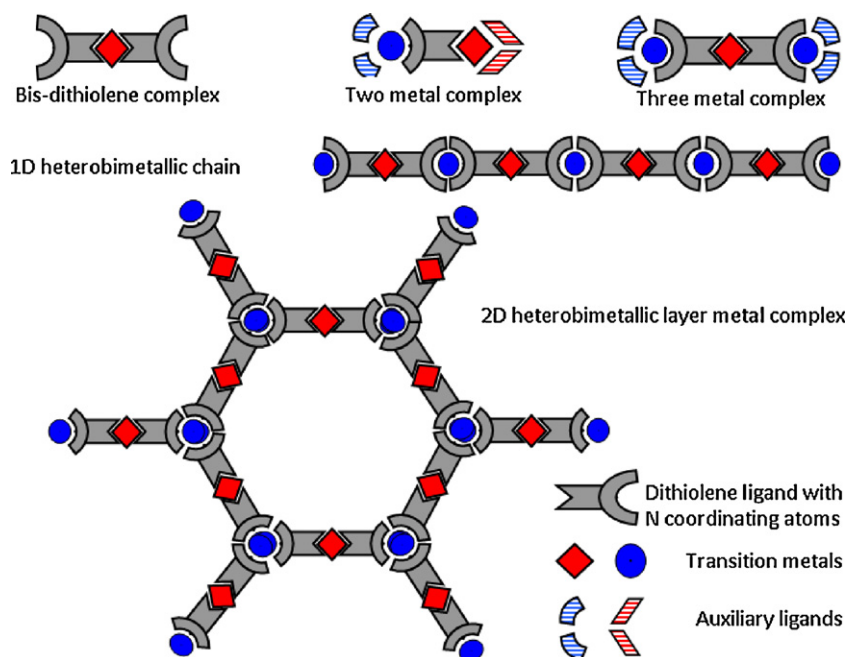 Bis-dithiolene complex
Two metal complex
Three metal complex
1D heterobimetallic chain
2D heterobimetallic layer metal complex
Dithiolene ligand with
N coordinating atoms
Transition metals
Auxiliary ligands